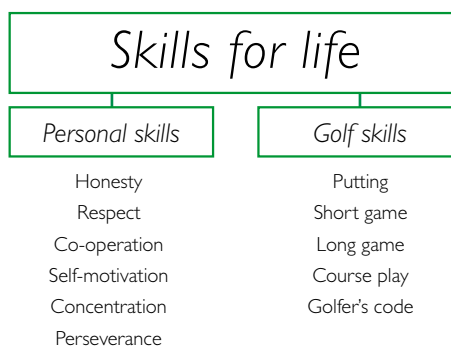 Skills for life
Personal skills
Honesty
Respect
Co-operation
Self-motivation
Concentration
Perseverance
Golf skills
Putting
Short game
Long game
Course play
Golfer's code